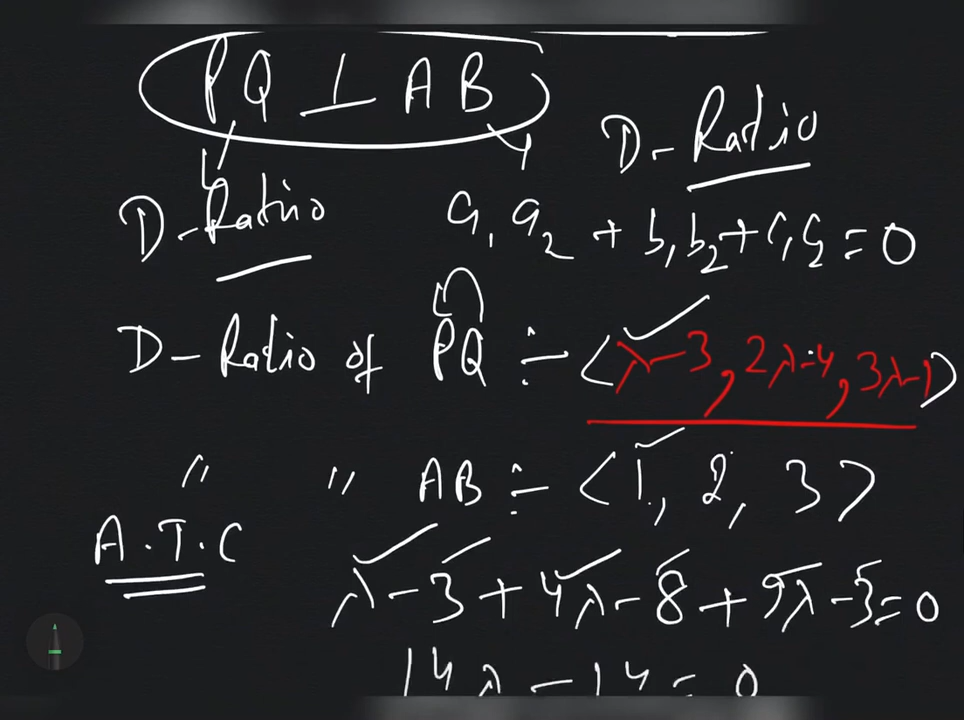 PQ ⊥ AB
D-Ratio
D-Ratio
a₁a₂ + b₁b₂ + c₁c₂ = 0
D-Ratio of PQ ÷ <λ-3, 2λ-4, 3λ-1>
" " AB ÷ <1, 2, 3>
A.T.C
λ-3 + 4λ-8 + 9λ-3 = 0
14λ - 14 = 0